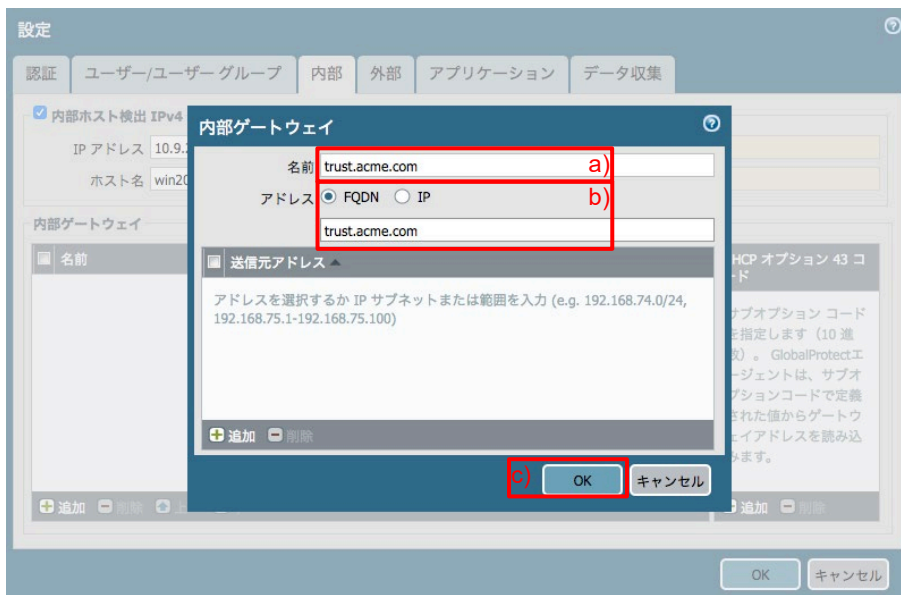 設定
認証 ユーザー/ユーザー グループ 内部 外部 アプリケーション データ収集
内部ホスト検出 IPv4
IP アドレス 10.9.
ホスト名 win20
内部ゲートウェイ
名前
追加 削除
内部ゲートウェイ
名前 trust.acme.com a)
アドレス FQDN IP b)
trust.acme.com
送信元アドレス
アドレスを選択するか IP サブネットまたは範囲を入力 (e.g. 192.168.74.0/24,
192.168.75.1-192.168.75.100)
追加 削除
c) OK キャンセル
HCP オプション 43 コ
ード
サブオプション コード
を指定します（10 進
数）。 GlobalProtectエ
ージェントは、サブオ
プションコードで定義
された値からゲートウ
ェイアドレスを読み込
みます。
追加 削除
OK キャンセル